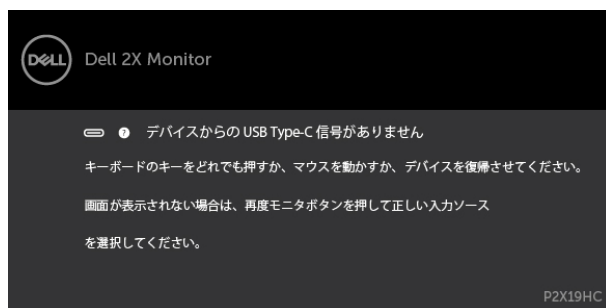 DELL
Dell 2X Monitor
? デバイスからの USB Type-C 信号がありません
キーボードのキーをどれでも押すか、マウスを動かすか、デバイスを復帰させてください。
画面が表示されない場合は、再度モニタボタンを押して正しい入力ソース
を選択してください。
P2X19HC